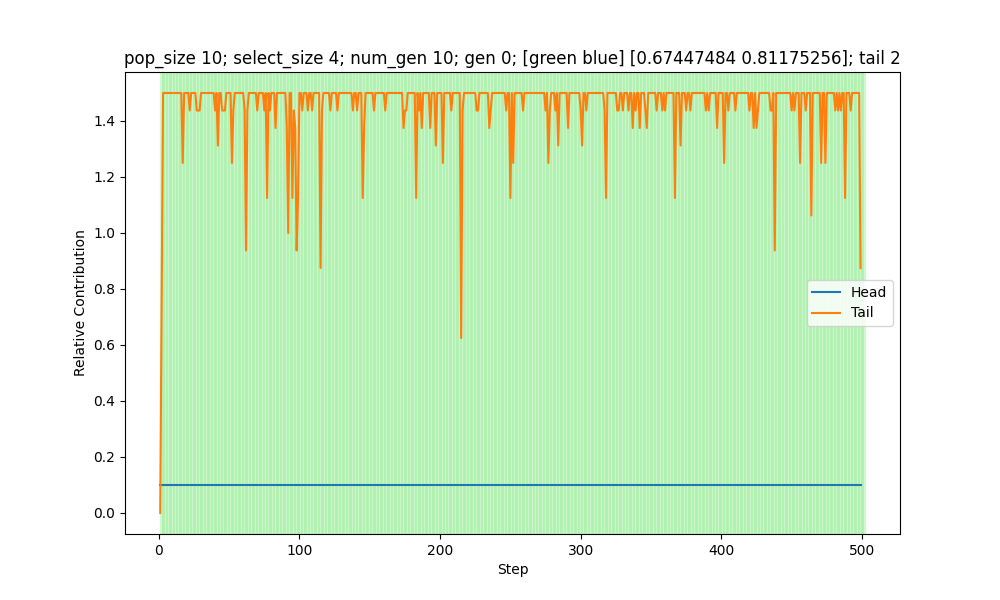 pop_size 10; select_size 4; num_gen 10; gen 0; [green blue] [0.67447484 0.81175256]; tail 2
1.4
1.2
1.0
0.8
0.6
0.4
0.2
0.0
Relative Contribution
Head
Tail
0 100 200 300 400 500
Step